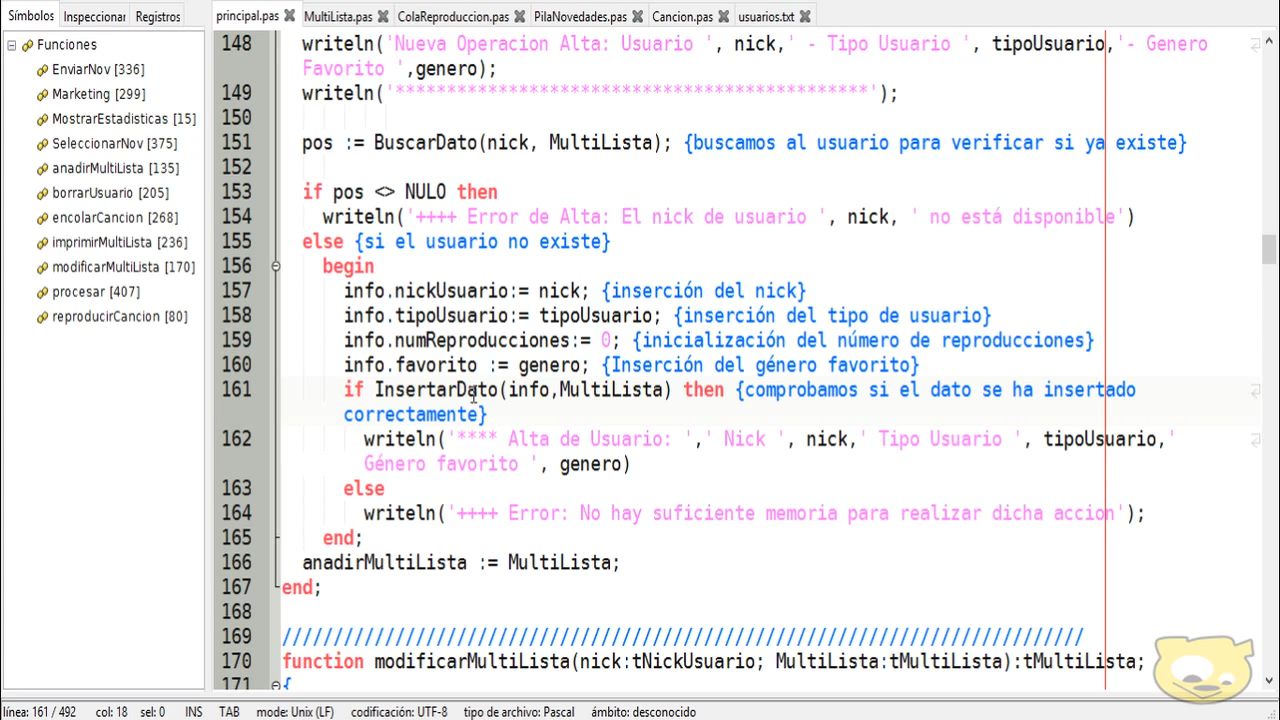 Símbolos Inspeccionar Registros
principal.pas MultiLista.pas ColaReproduccion.pas PilaNovedades.pas Cancion.pas usuarios.txt
Funciones
EnviarNov [336]
Marketing [299]
MostrarEstadisticas [15]
SeleccionarNov [375]
anadirMultiLista [135]
borrarUsuario [205]
encolarCancion [268]
imprimirMultiLista [236]
modificarMultiLista [170]
procesar [407]
reproducirCancion [80]
148 writeln('Nueva Operacion Alta: Usuario ', nick,' - Tipo Usuario ', tipoUsuario,'- Genero
Favorito ',genero);
149 writeln('**********************************************');
150
151 pos := BuscarDato(nick, MultiLista); {buscamos al usuario para verificar si ya existe}
152
153 if pos <> NULO then
154 writeln('++++ Error de Alta: El nick de usuario ', nick, ' no está disponible')
155 else {si el usuario no existe}
156 begin
157 info.nickUsuario:= nick; {inserción del nick}
158 info.tipoUsuario:= tipoUsuario; {inserción del tipo de usuario}
159 info.numReproducciones:= 0; {inicialización del número de reproducciones}
160 info.favorito := genero; {Inserción del género favorito}
161 if InsertarDato(info,MultiLista) then {comprobamos si el dato se ha insertado
correctamente}
162 writeln('**** Alta de Usuario: ',' Nick ', nick,' Tipo Usuario ', tipoUsuario,'
Género favorito ', genero)
163 else
164 writeln('++++ Error: No hay suficiente memoria para realizar dicha accion');
165 end;
166 anadirMultiLista := MultiLista;
167 end;
168
169 //////////////////////////////////////////////////////////////////////////////
170 function modificarMultiLista(nick:tNickUsuario; MultiLista:tMultiLista):tMultiLista;
171 {
línea: 161 / 492 col: 18 sel: 0 INS TAB mode: Unix (LF) codificación: UTF-8 tipo de archivo: Pascal ámbito: desconocido